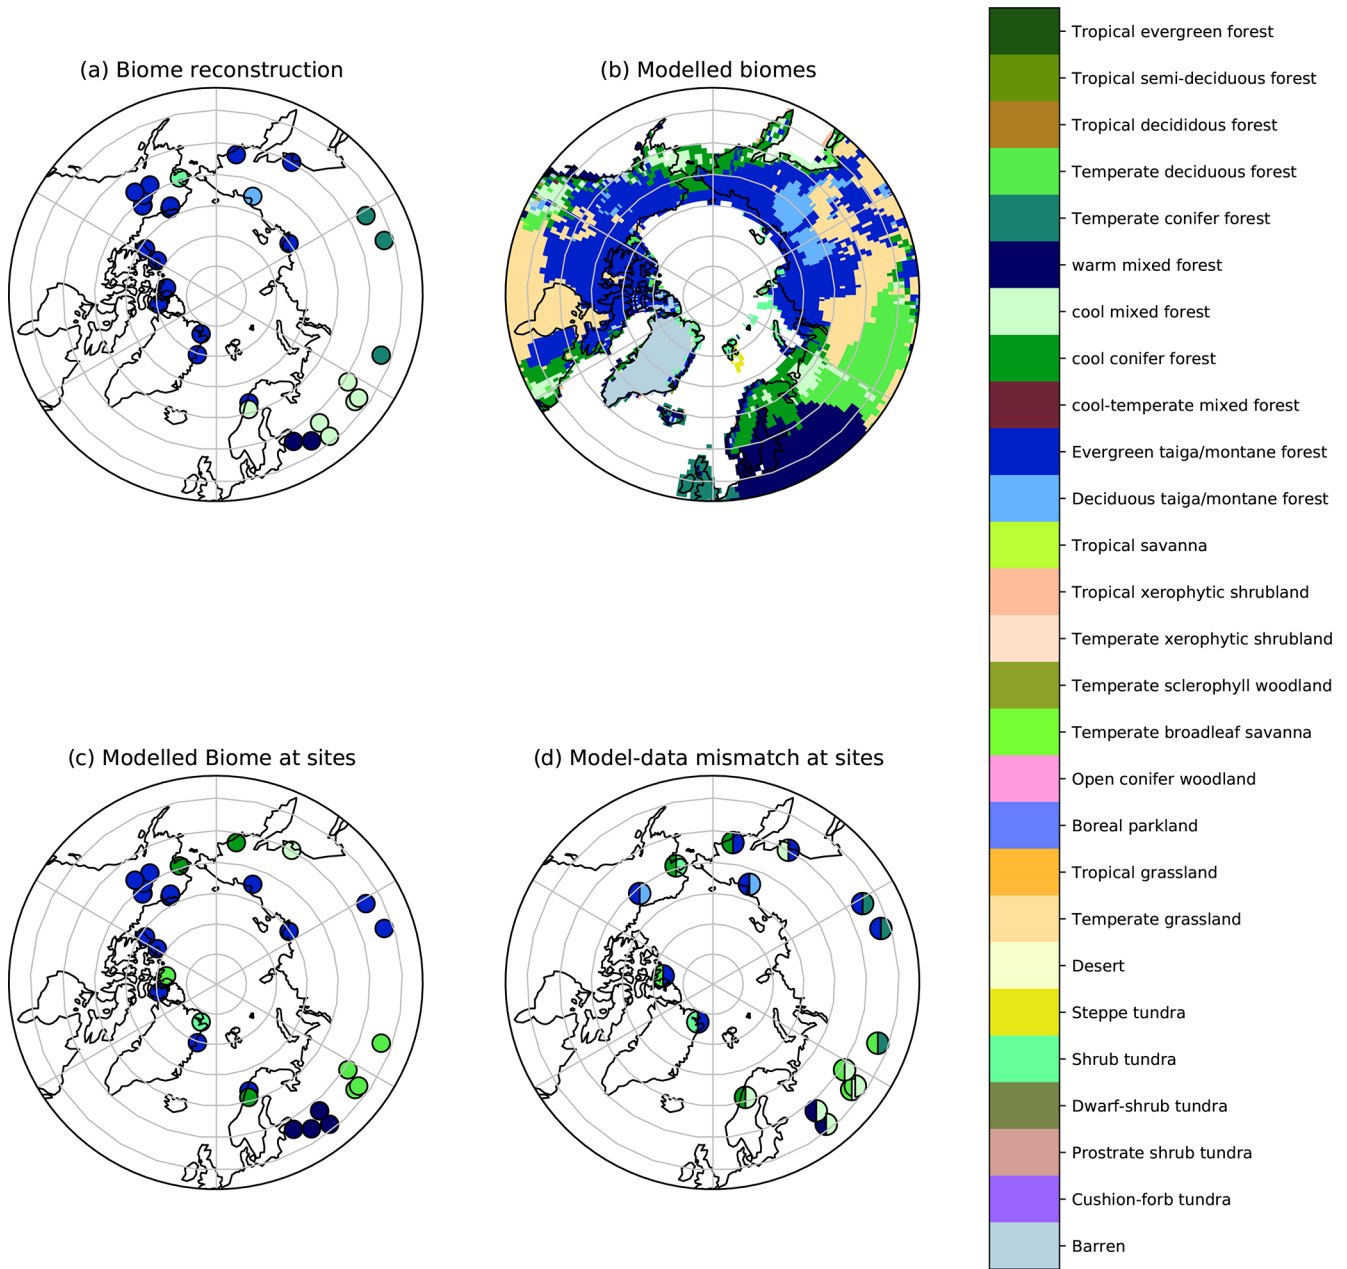 (a) Biome reconstruction
(b) Modelled biomes
(c) Modelled Biome at sites
(d) Model-data mismatch at sites
Tropical evergreen forest
Tropical semi-deciduous forest
Tropical decididous forest
Temperate deciduous forest
Temperate conifer forest
warm mixed forest
cool mixed forest
cool conifer forest
cool-temperate mixed forest
Evergreen taiga/montane forest
Deciduous taiga/montane forest
Tropical savanna
Tropical xerophytic shrubland
Temperate xerophytic shrubland
Temperate sclerophyll woodland
Temperate broadleaf savanna
Open conifer woodland
Boreal parkland
Tropical grassland
Temperate grassland
Desert
Steppe tundra
Shrub tundra
Dwarf-shrub tundra
Prostrate shrub tundra
Cushion-forb tundra
Barren